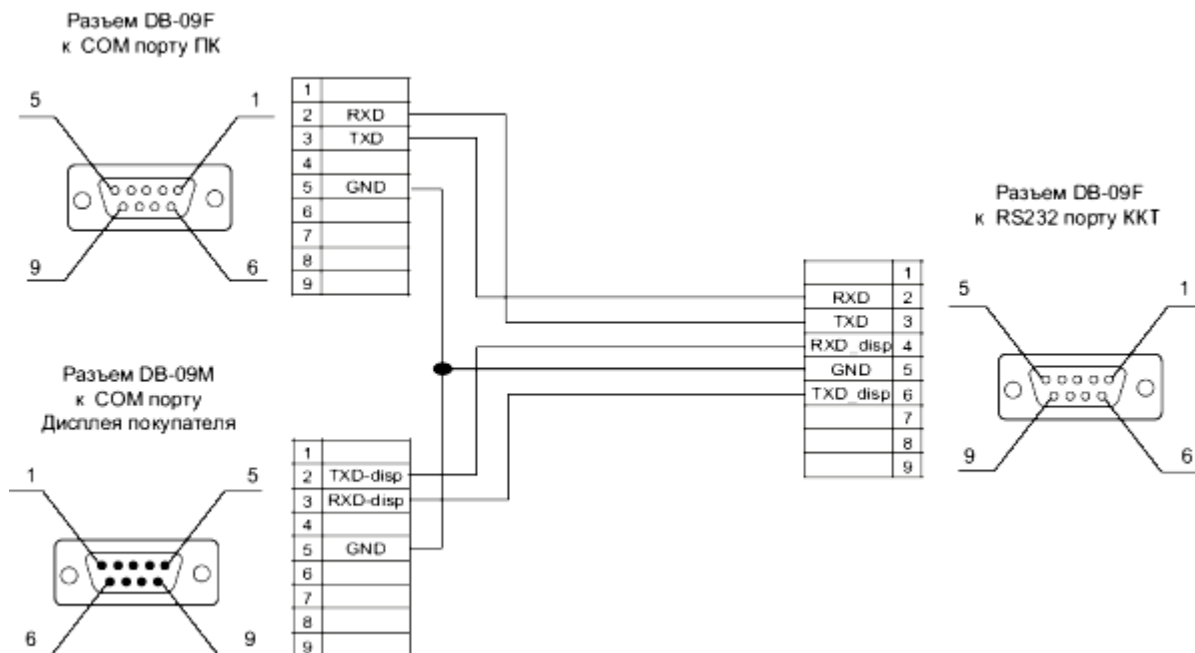 Разъем DB-09F
к COM порту ПК
5
1
9
6
1
2 RXD
3 TXD
4
5 GND
6
7
8
9
Разъем DB-09M
к COM порту
Дисплея покупателя
1
5
6
9
1
2 TXD-disp
3 RXD-disp
4
5 GND
6
7
8
9
Разъем DB-09F
к RS232 порту ККТ
1
RXD 2
TXD 3
RXD_disp 4
GND 5
TXD_disp 6
7
8
9
5
1
9
6